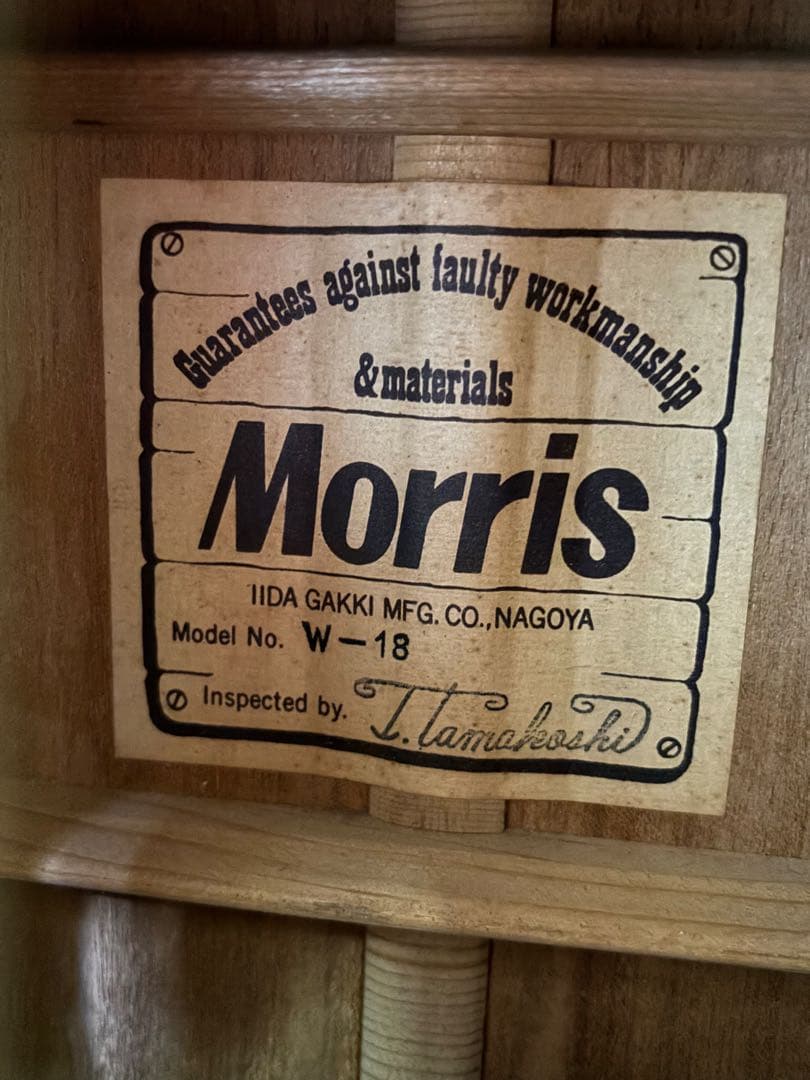 Guarantees against faulty workmanship
&materials
Morris
IIDA GAKKI MFG. CO.,NAGOYA
Model No. W-18
Inspected by. T. Tamakoshi